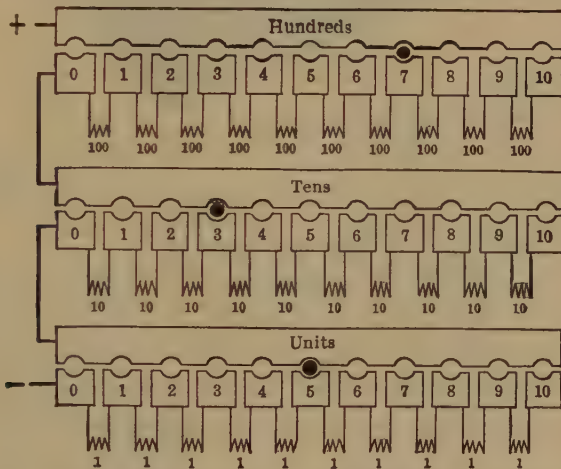 + Hundreds
0 1 2 3 4 5 6 7 8 9 10
100 100 100 100 100 100 100 100 100 100
Tens
0 1 2 3 4 5 6 7 8 9 10
10 10 10 10 10 10 10 10 10 10
Units
− 0 1 2 3 4 5 6 7 8 9 10
1 1 1 1 1 1 1 1 1 1